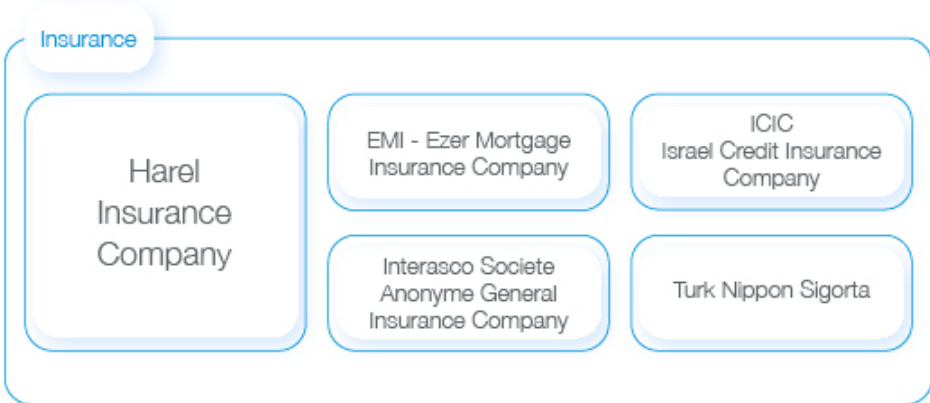 Insurance
Harel
Insurance
Company
EMI - Ezer Mortgage
Insurance Company
ICIC
Israel Credit Insurance
Company
Interasco Societe
Anonyme General
Insurance Company
Turk Nippon Sigorta